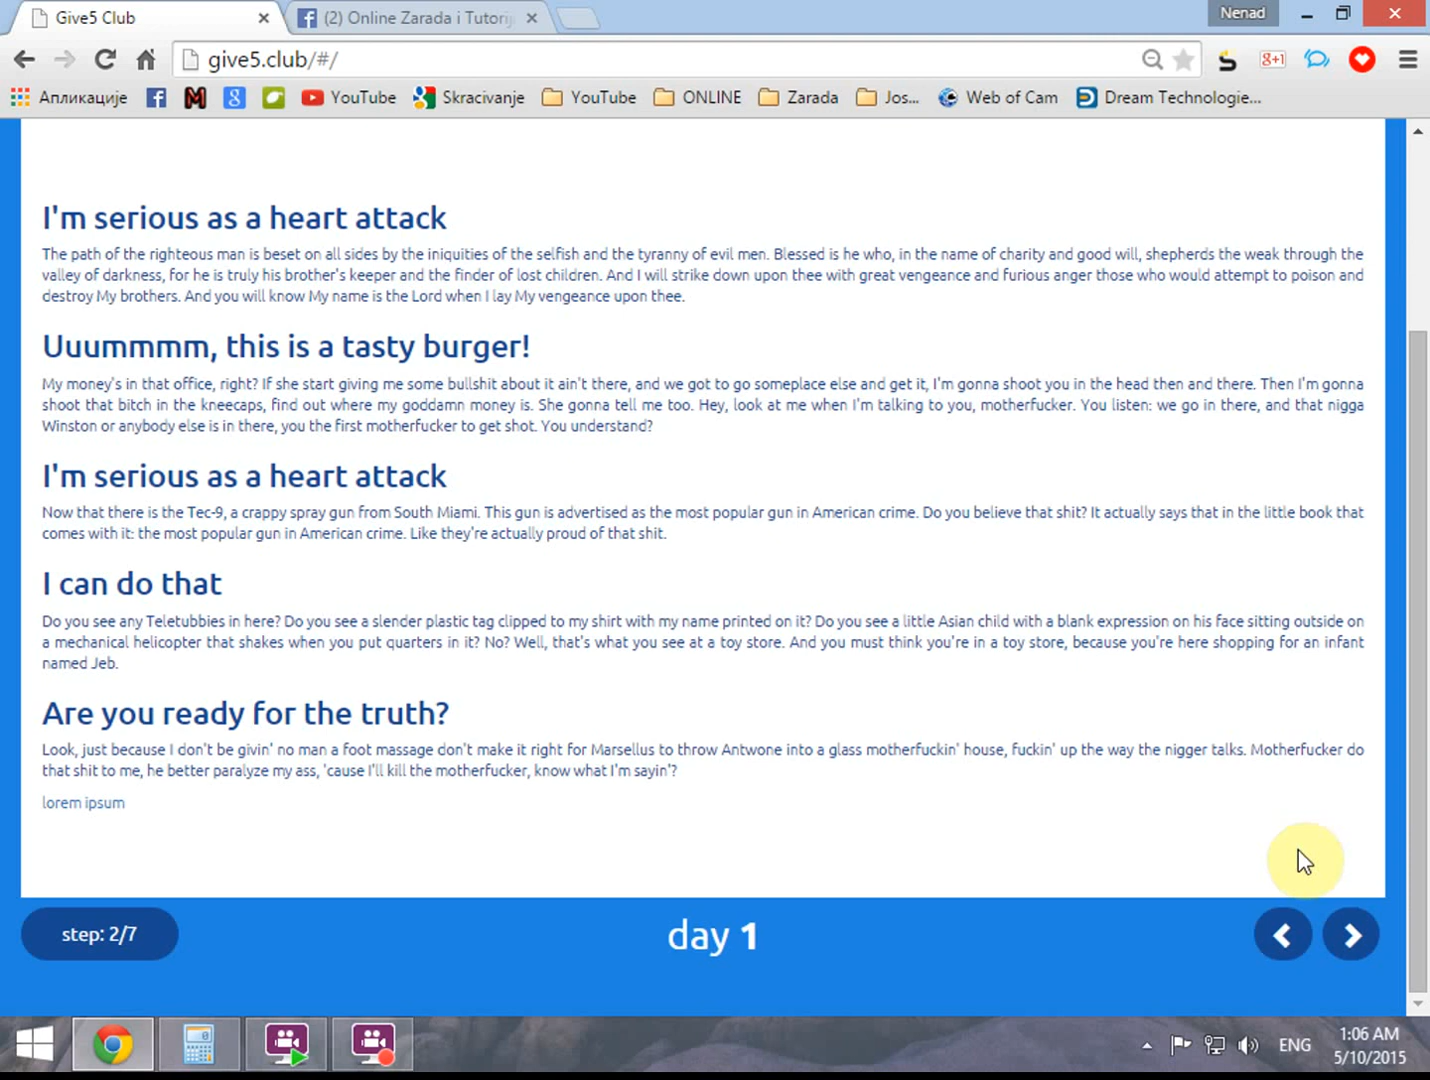 Give5 Club
(2) Online Zarada i Tutorij
Nenad
give5.club/#/
Апликације
YouTube
Skracivanje
YouTube
ONLINE
Zarada
Jos...
Web of Cam
Dream Technologie...
I'm serious as a heart attack
The path of the righteous man is beset on all sides by the iniquities of the selfish and the tyranny of evil men. Blessed is he who, in the name of charity and good will, shepherds the weak through the
valley of darkness, for he is truly his brother's keeper and the finder of lost children. And I will strike down upon thee with great vengeance and furious anger those who would attempt to poison and
destroy My brothers. And you will know My name is the Lord when I lay My vengeance upon thee.
Uuummmm, this is a tasty burger!
My money's in that office, right? If she start giving me some bullshit about it ain't there, and we got to go someplace else and get it, I'm gonna shoot you in the head then and there. Then I'm gonna
shoot that bitch in the kneecaps, find out where my goddamn money is. She gonna tell me too. Hey, look at me when I'm talking to you, motherfucker. You listen: we go in there, and that nigga
Winston or anybody else is in there, you the first motherfucker to get shot. You understand?
I'm serious as a heart attack
Now that there is the Tec-9, a crappy spray gun from South Miami. This gun is advertised as the most popular gun in American crime. Do you believe that shit? It actually says that in the little book that
comes with it: the most popular gun in American crime. Like they're actually proud of that shit.
I can do that
Do you see any Teletubbies in here? Do you see a slender plastic tag clipped to my shirt with my name printed on it? Do you see a little Asian child with a blank expression on his face sitting outside on
a mechanical helicopter that shakes when you put quarters in it? No? Well, that's what you see at a toy store. And you must think you're in a toy store, because you're here shopping for an infant
named Jeb.
Are you ready for the truth?
Look, just because I don't be givin' no man a foot massage don't make it right for Marsellus to throw Antwone into a glass motherfuckin' house, fuckin' up the way the nigger talks. Motherfucker do
that shit to me, he better paralyze my ass, 'cause I'll kill the motherfucker, know what I'm sayin'?
lorem ipsum
step: 2/7
day 1
ENG
1:06 AM
5/10/2015